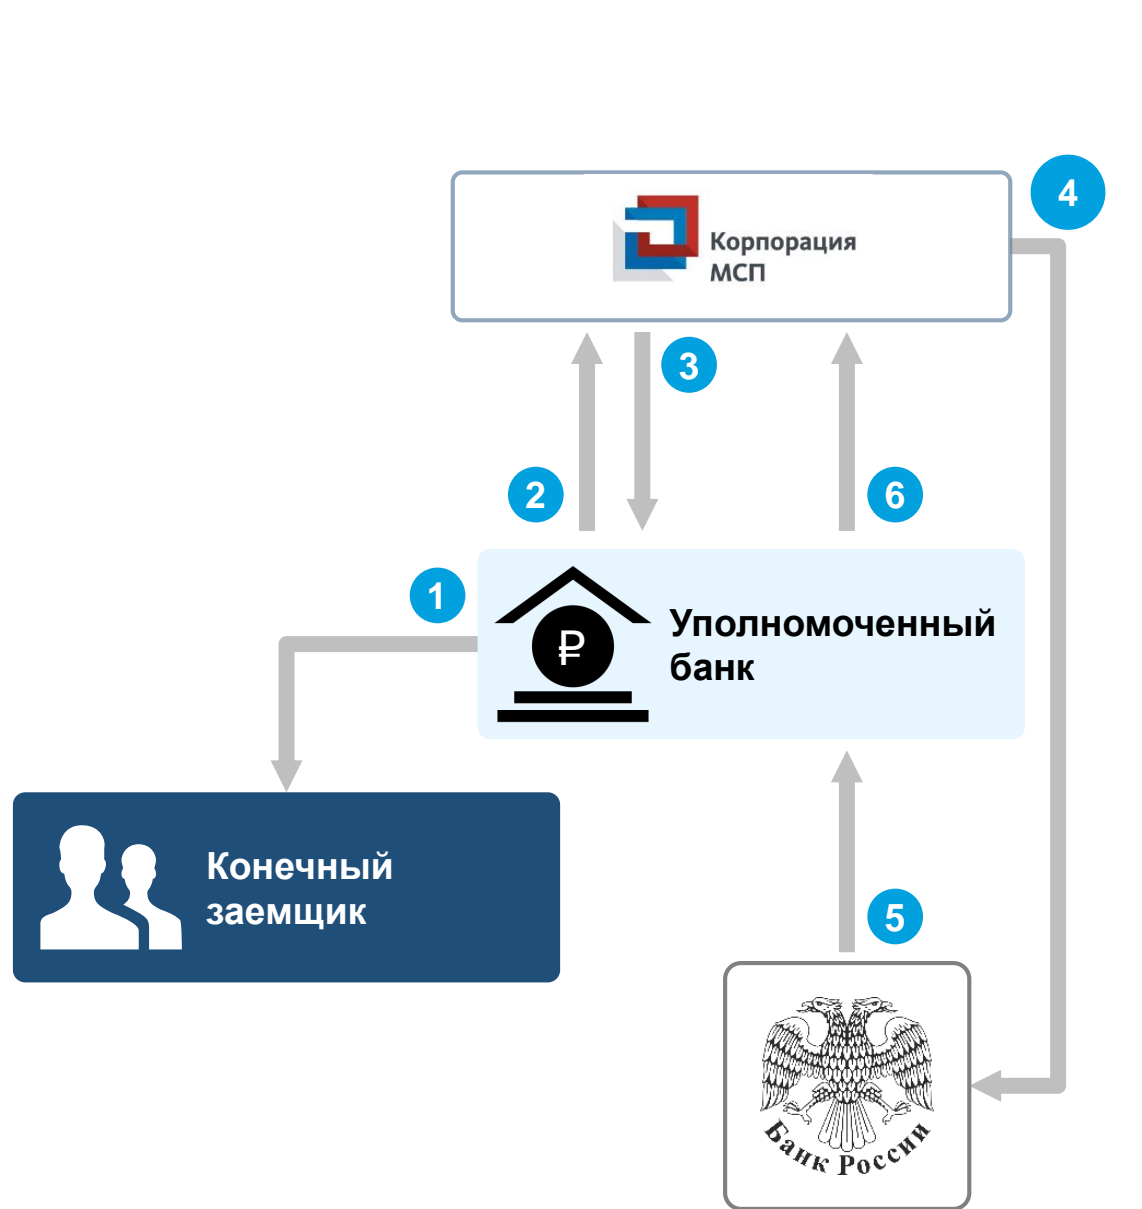 4
Корпорация
МСП
3
2
6
1
Уполномоченный
банк
₽
Конечный
заемщик
5
Банк России